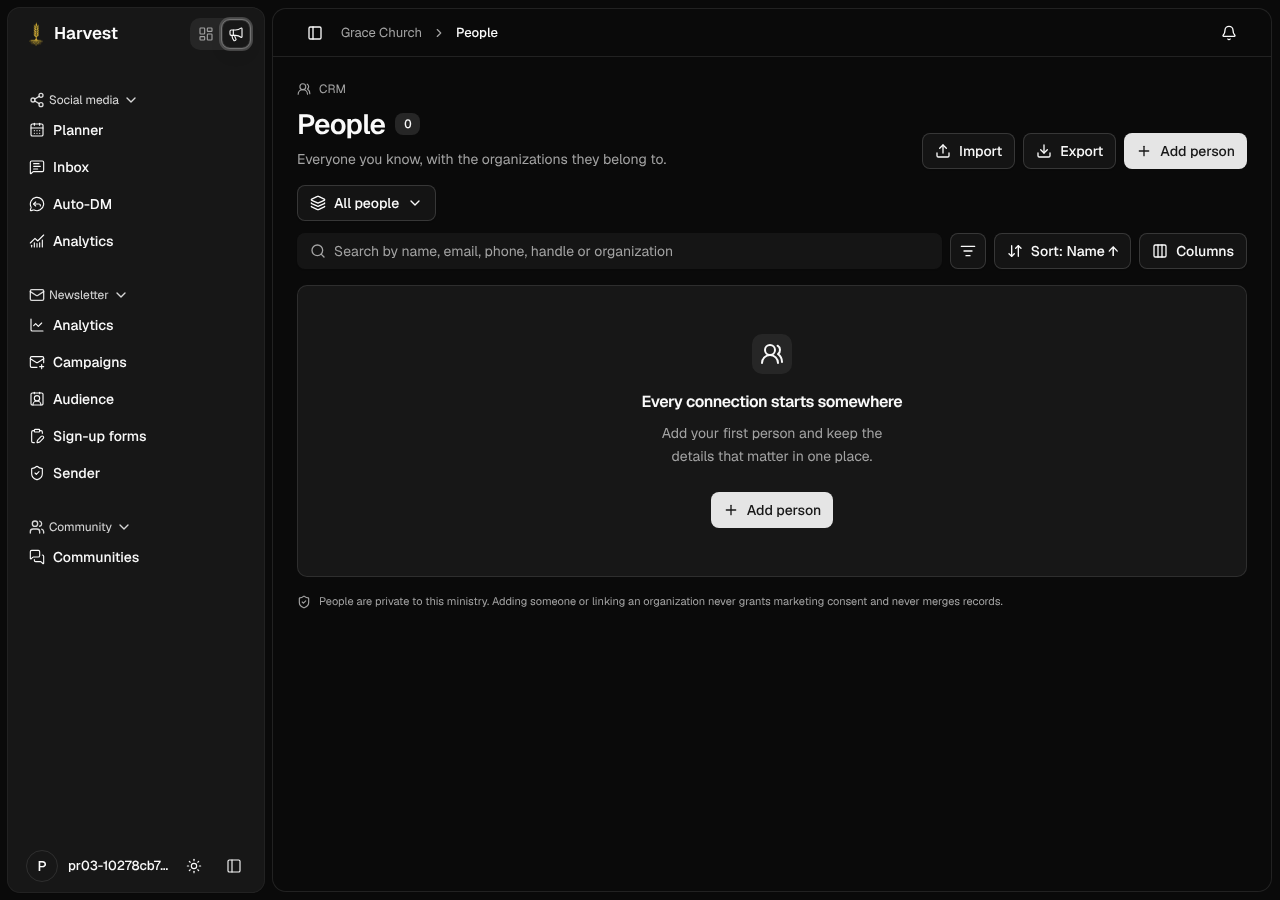 Harvest
Social media
Planner
Inbox
Auto-DM
Analytics
Newsletter
Analytics
Campaigns
Audience
Sign-up forms
Sender
Community
Communities
P
pr03-10278cb7…
Grace Church
People
CRM
People
0
Everyone you know, with the organizations they belong to.
Import
Export
Add person
All people
Search by name, email, phone, handle or organization
Sort: Name ↑
Columns
Every connection starts somewhere
Add your first person and keep the
details that matter in one place.
Add person
People are private to this ministry. Adding someone or linking an organization never grants marketing consent and never merges records.